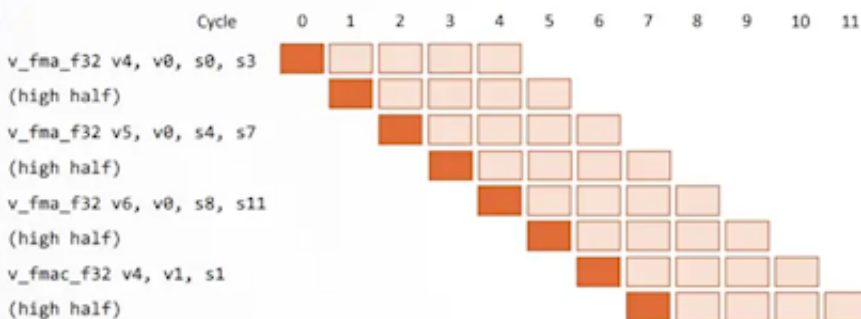 Cycle 0 1 2 3 4 5 6 7 8 9 10 11
v_fma_f32 v4, v0, s0, s3
(high half)
v_fma_f32 v5, v0, s4, s7
(high half)
v_fma_f32 v6, v0, s8, s11
(high half)
v_fmac_f32 v4, v1, s1
(high half)